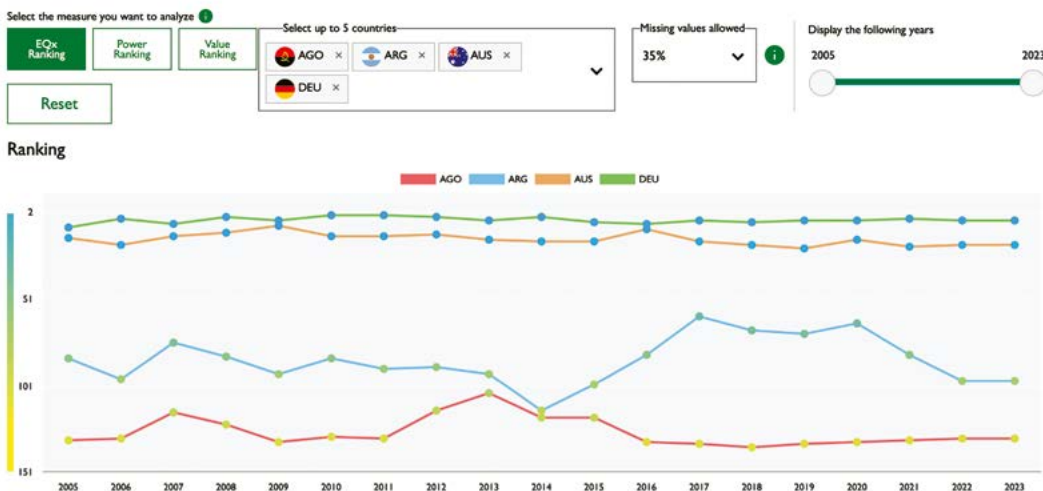 Select the measure you want to analyze i
EQx Ranking
Power Ranking
Value Ranking
Reset
Select up to 5 countries
AGO × ARG × AUS ×
DEU ×
Missing values allowed
35%
i
Display the following years
2005 2023
Ranking
AGO ARG AUS DEU
2
51
101
151
2005 2006 2007 2008 2009 2010 2011 2012 2013 2014 2015 2016 2017 2018 2019 2020 2021 2022 2023